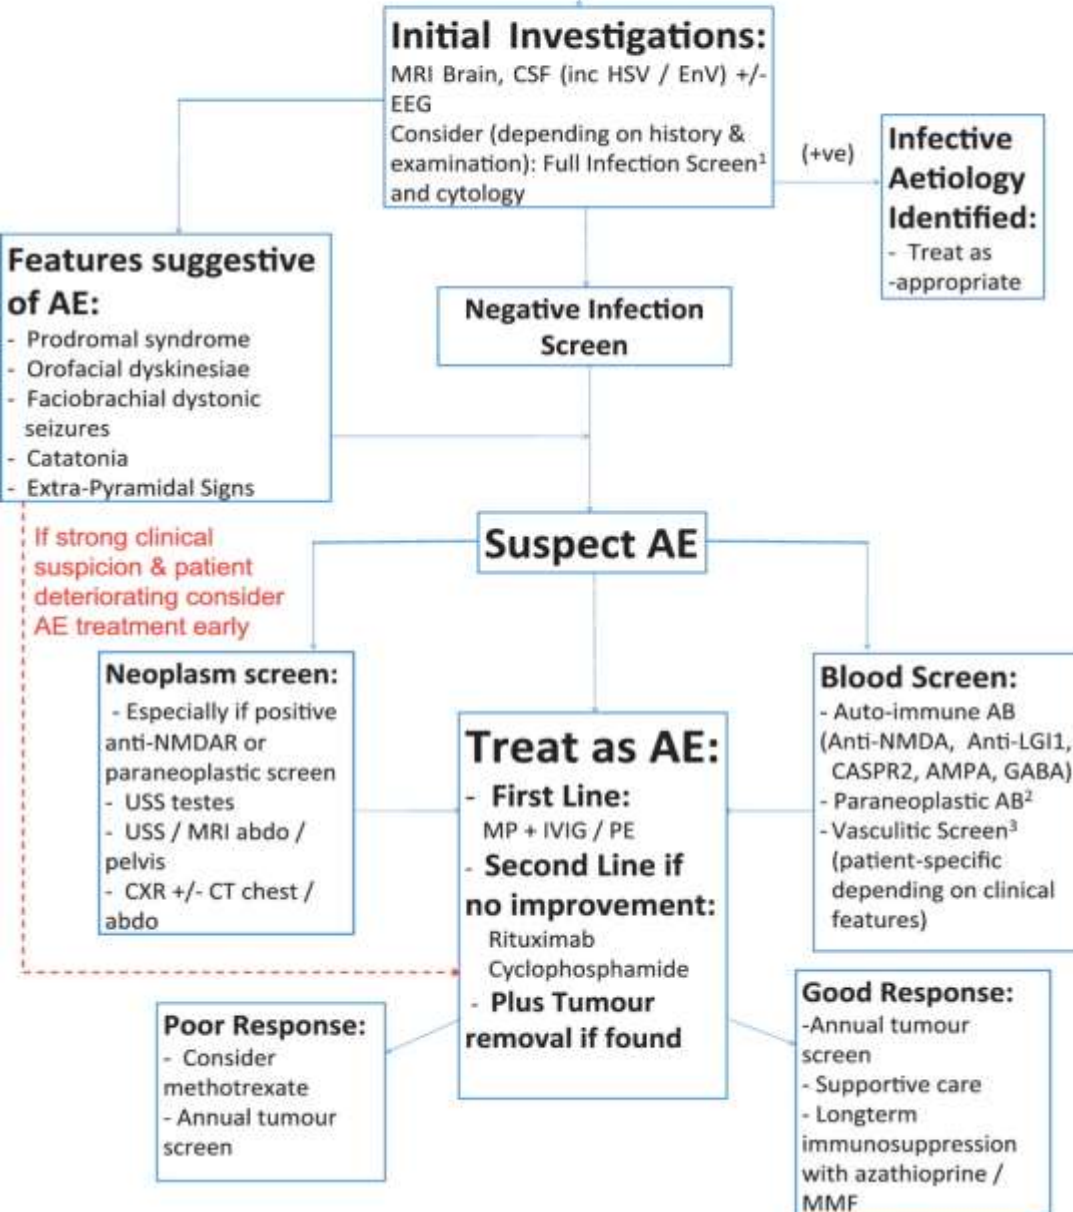 Initial Investigations:
MRI Brain, CSF (inc HSV / EnV) +/-
EEG
Consider (depending on history &
examination): Full Infection Screen¹
and cytology
(+ve)
Infective
Aetiology
Identified:
- Treat as
-appropriate
Features suggestive
of AE:
- Prodromal syndrome
- Orofacial dyskinesiae
- Faciobrachial dystonic
seizures
- Catatonia
- Extra-Pyramidal Signs
Negative Infection
Screen
If strong clinical
suspicion & patient
deteriorating consider
AE treatment early
Suspect AE
Neoplasm screen:
- Especially if positive
anti-NMDAR or
paraneoplastic screen
- USS testes
- USS / MRI abdo /
pelvis
- CXR +/- CT chest /
abdo
Treat as AE:
- First Line:
MP + IVIG / PE
- Second Line if
no improvement:
Rituximab
Cyclophosphamide
- Plus Tumour
removal if found
Blood Screen:
- Auto-immune AB
(Anti-NMDA, Anti-LGI1,
CASPR2, AMPA, GABA)
- Paraneoplastic AB²
- Vasculitic Screen³
(patient-specific
depending on clinical
features)
Poor Response:
- Consider
methotrexate
- Annual tumour
screen
Good Response:
-Annual tumour
screen
- Supportive care
- Longterm
immunosuppression
with azathioprine /
MMF